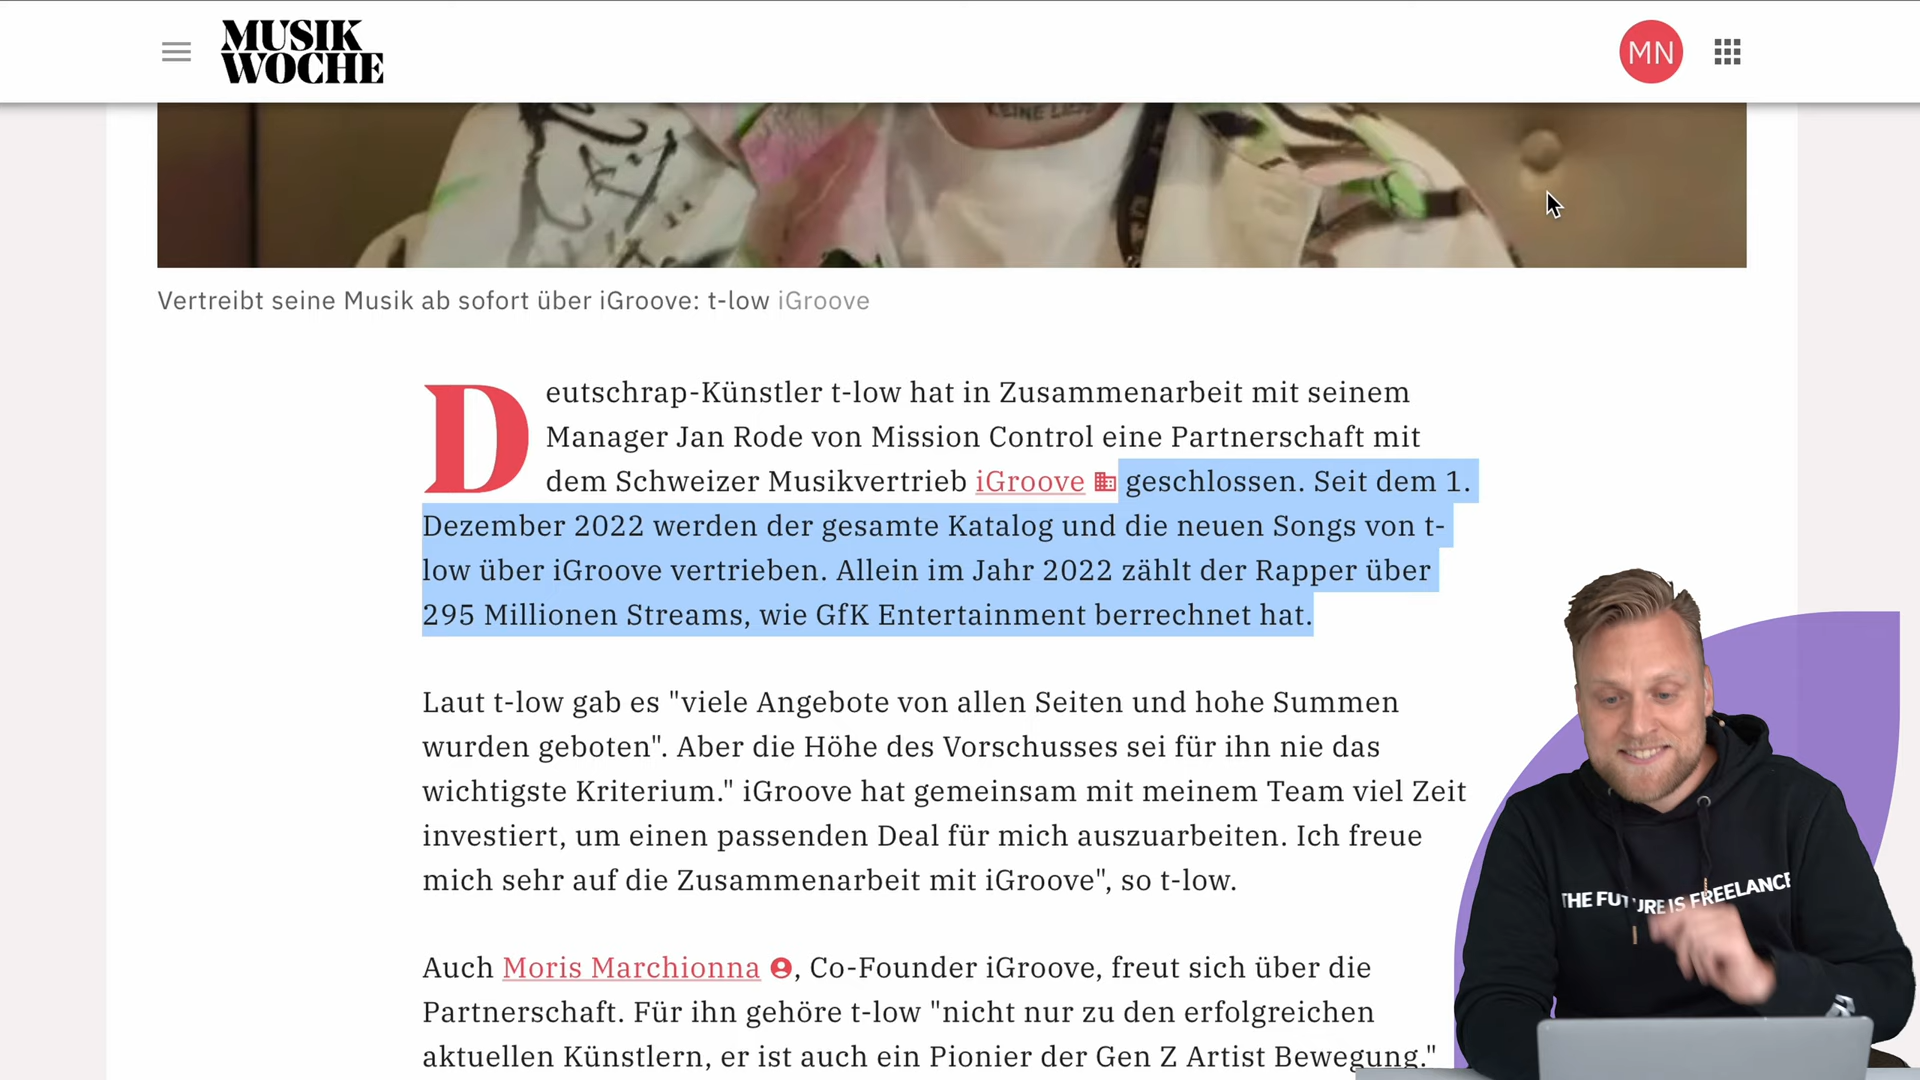 MUSIK
WOCHE
MN
KEINE
Vertreibt seine Musik ab sofort über iGroove: t-low iGroove
Deutschrap-Künstler t-low hat in Zusammenarbeit mit seinem
Manager Jan Rode von Mission Control eine Partnerschaft mit
dem Schweizer Musikvertrieb iGroove geschlossen. Seit dem 1.
Dezember 2022 werden der gesamte Katalog und die neuen Songs von t-
low über iGroove vertrieben. Allein im Jahr 2022 zählt der Rapper über
295 Millionen Streams, wie GfK Entertainment berrechnet hat.
Laut t-low gab es "viele Angebote von allen Seiten und hohe Summen
wurden geboten". Aber die Höhe des Vorschusses sei für ihn nie das
wichtigste Kriterium." iGroove hat gemeinsam mit meinem Team viel Zeit
investiert, um einen passenden Deal für mich auszuarbeiten. Ich freue
mich sehr auf die Zusammenarbeit mit iGroove", so t-low.
Auch Moris Marchionna, Co-Founder iGroove, freut sich über die
Partnerschaft. Für ihn gehöre t-low "nicht nur zu den erfolgreichen
aktuellen Künstlern, er ist auch ein Pionier der Gen Z Artist Bewegung."
THE FUTURE IS FREELANCE